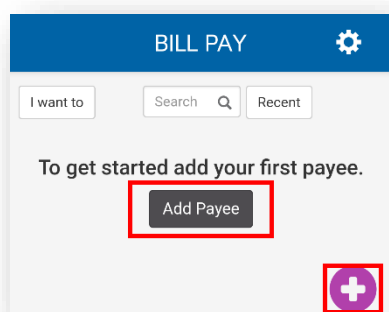 BILL PAY
I want to Search Recent
To get started add your first payee.
Add Payee